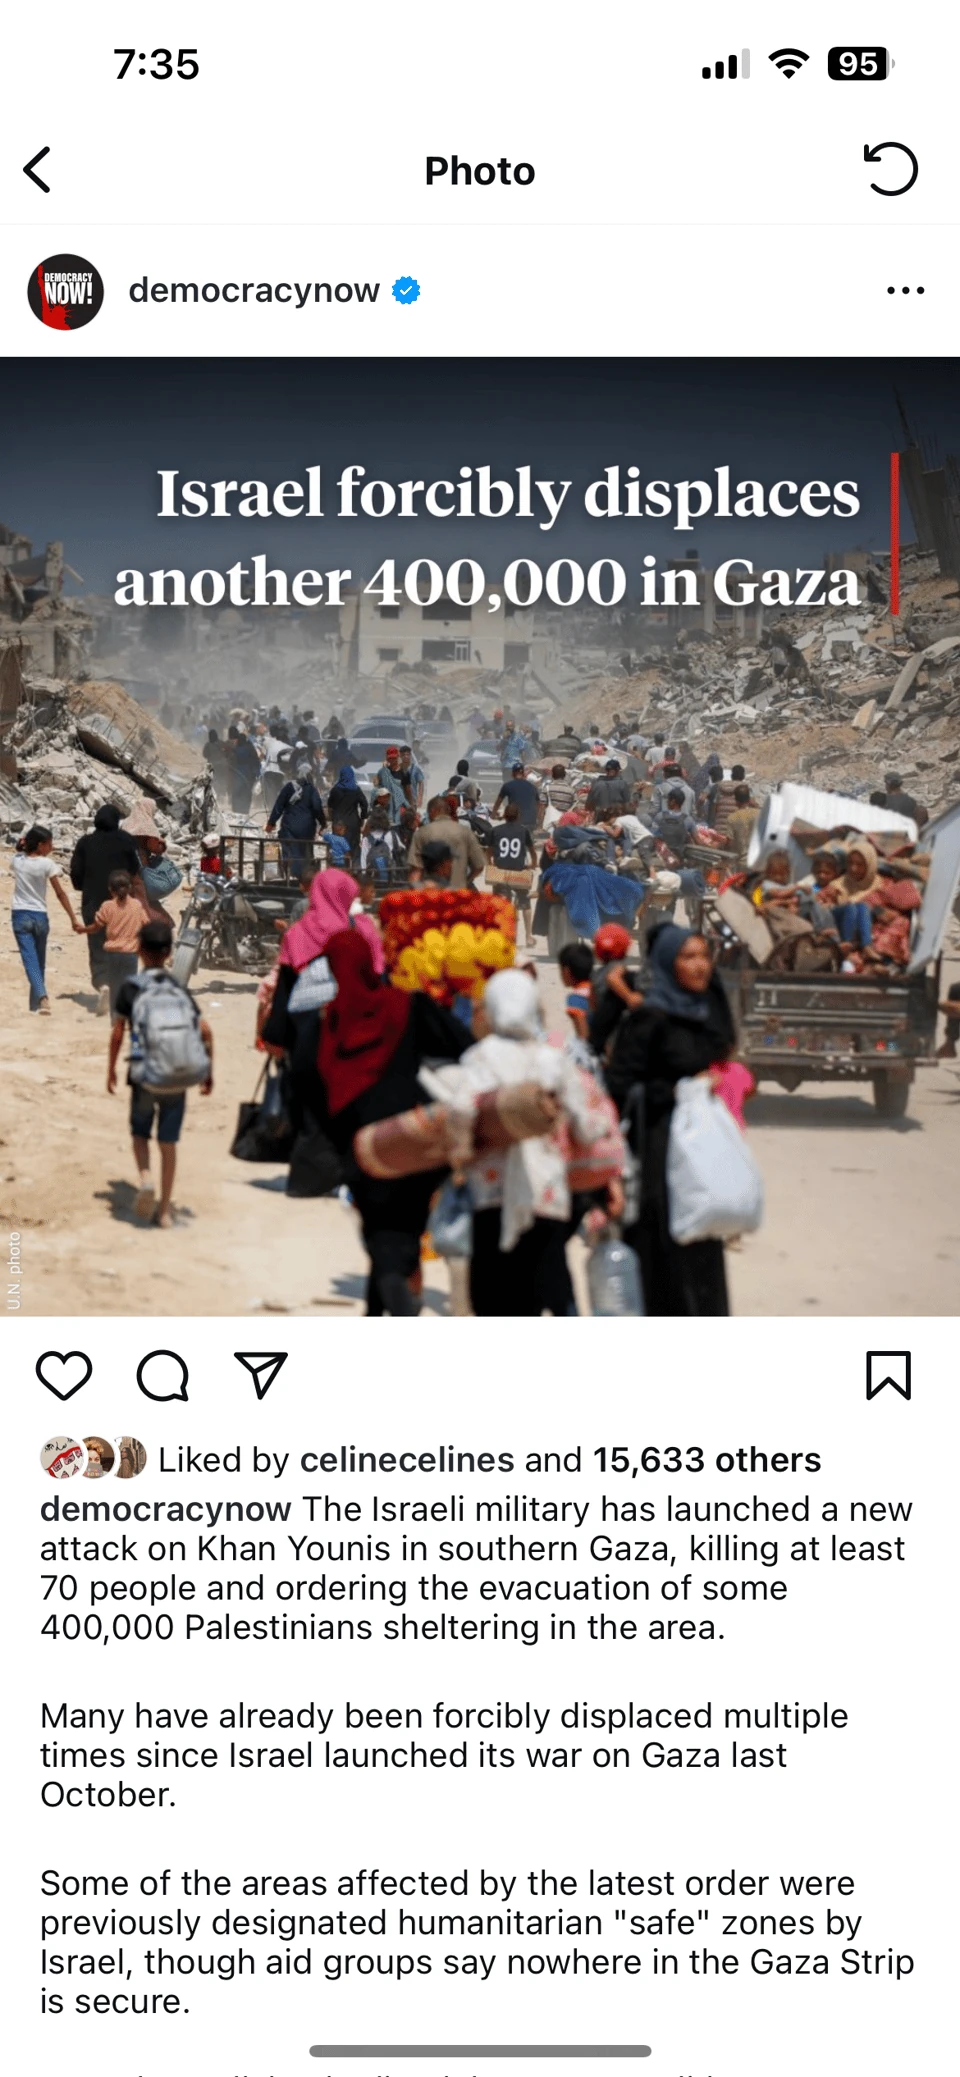 7:35
95
Photo
DEMOCRACY
NOW!
democracynow
Israel forcibly displaces
another 400,000 in Gaza
99
U.N. photo
Liked by celinecelines and 15,633 others
democracynow The Israeli military has launched a new
attack on Khan Younis in southern Gaza, killing at least
70 people and ordering the evacuation of some
400,000 Palestinians sheltering in the area.
Many have already been forcibly displaced multiple
times since Israel launched its war on Gaza last
October.
Some of the areas affected by the latest order were
previously designated humanitarian "safe" zones by
Israel, though aid groups say nowhere in the Gaza Strip
is secure.